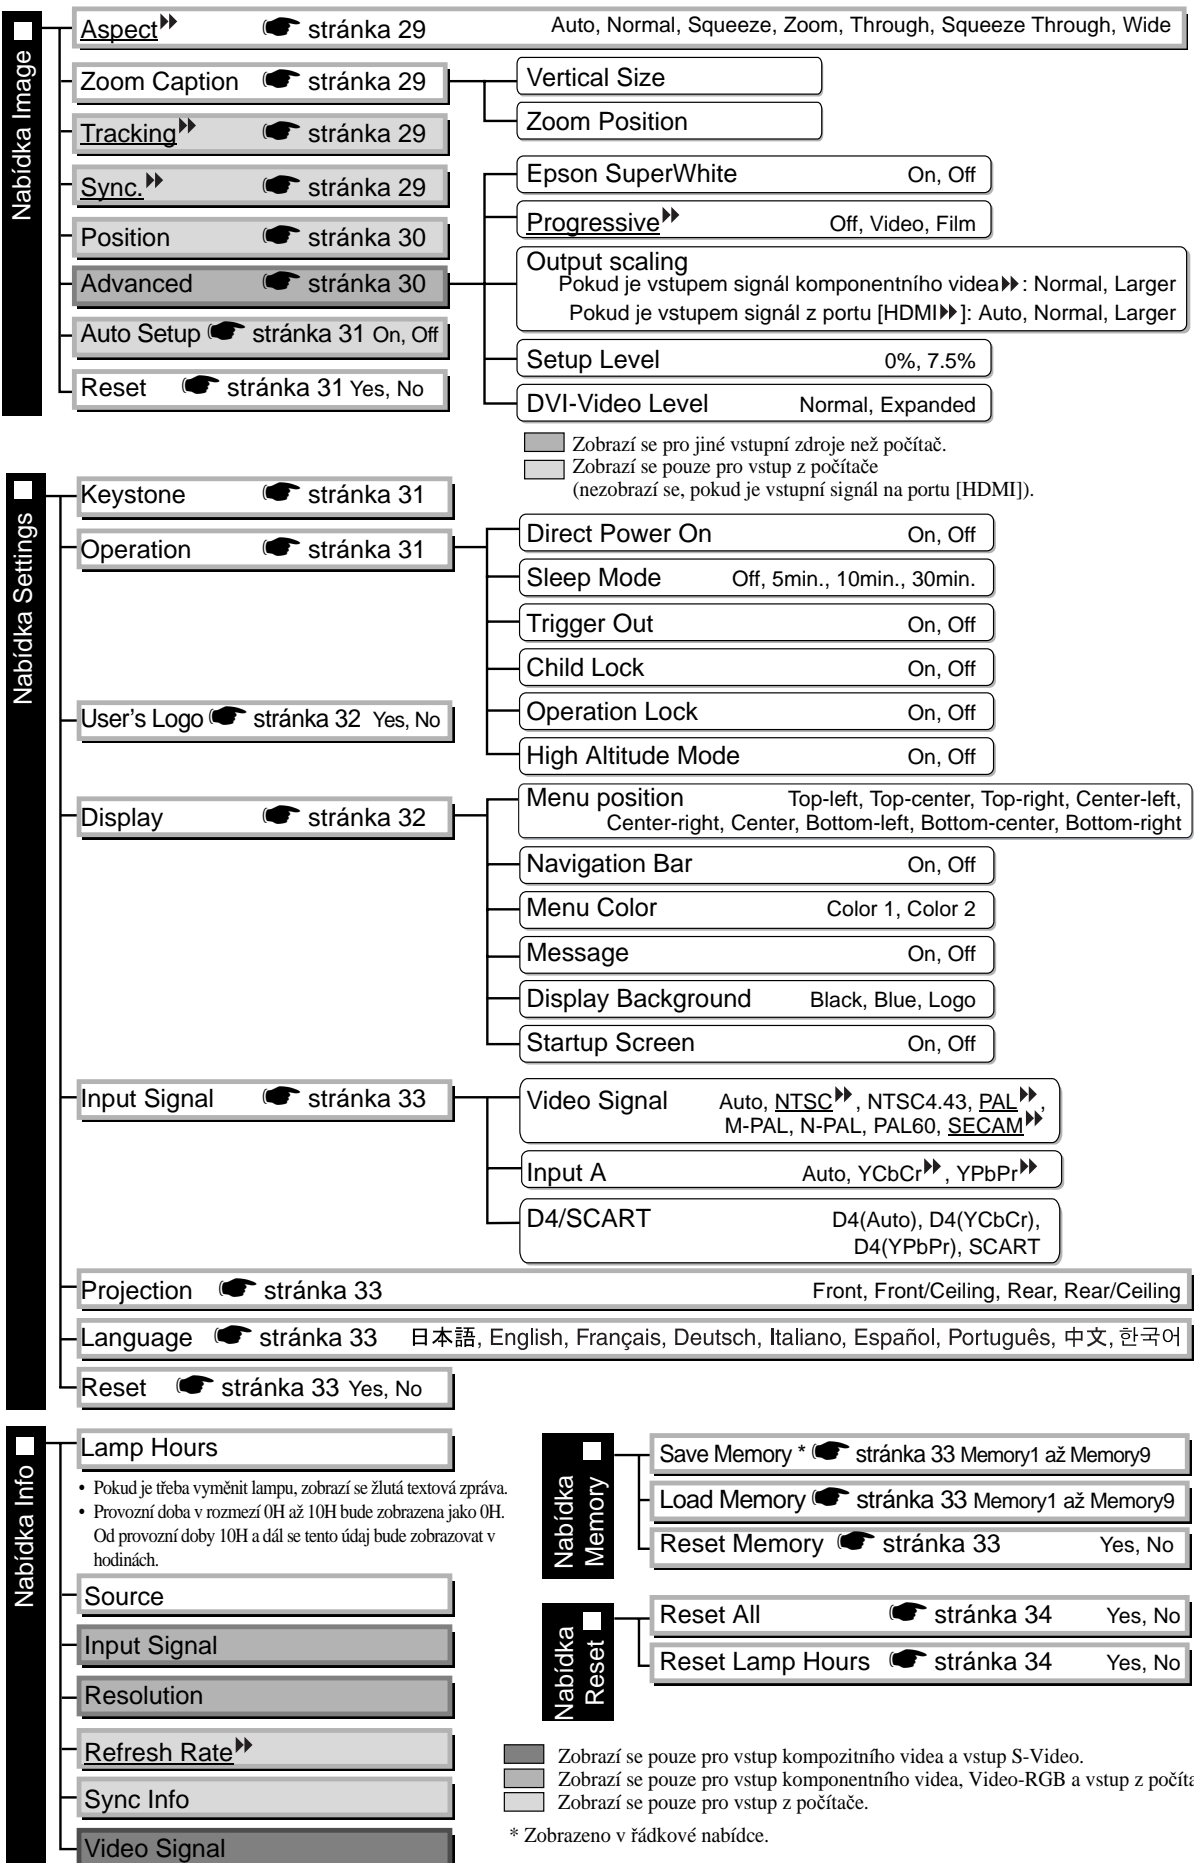 Nabídka Image
Aspect stránka 29 Auto, Normal, Squeeze, Zoom, Through, Squeeze Through, Wide
Zoom Caption stránka 29
Vertical Size
Zoom Position
Tracking stránka 29
Sync. stránka 29
Position stránka 30
Advanced stránka 30
Epson SuperWhite On, Off
Progressive Off, Video, Film
Output scaling
Pokud je vstupem signál komponentního videa : Normal, Larger
Pokud je vstupem signál z portu [HDMI ]: Auto, Normal, Larger
Setup Level 0%, 7.5%
DVI-Video Level Normal, Expanded
Auto Setup stránka 31 On, Off
Reset stránka 31 Yes, No
Zobrazí se pro jiné vstupní zdroje než počítač.
Zobrazí se pouze pro vstup z počítače
(nezobrazí se, pokud je vstupní signál na portu [HDMI]).
Nabídka Settings
Keystone stránka 31
Operation stránka 31
Direct Power On On, Off
Sleep Mode Off, 5min., 10min., 30min.
Trigger Out On, Off
Child Lock On, Off
Operation Lock On, Off
High Altitude Mode On, Off
User's Logo stránka 32 Yes, No
Display stránka 32
Menu position Top-left, Top-center, Top-right, Center-left,
Center-right, Center, Bottom-left, Bottom-center, Bottom-right
Navigation Bar On, Off
Menu Color Color 1, Color 2
Message On, Off
Display Background Black, Blue, Logo
Startup Screen On, Off
Input Signal stránka 33
Video Signal Auto, NTSC , NTSC4.43, PAL ,
M-PAL, N-PAL, PAL60, SECAM
Input A Auto, YCbCr , YPbPr
D4/SCART D4(Auto), D4(YCbCr),
D4(YPbPr), SCART
Projection stránka 33 Front, Front/Ceiling, Rear, Rear/Ceiling
Language stránka 33 日本語, English, Français, Deutsch, Italiano, Español, Português, 中文, 한국어
Reset stránka 33 Yes, No
Nabídka Info
Lamp Hours
• Pokud je třeba vyměnit lampu, zobrazí se žlutá textová zpráva.
• Provozní doba v rozmezí 0H až 10H bude zobrazena jako 0H.
Od provozní doby 10H a dál se tento údaj bude zobrazovat v
hodinách.
Source
Input Signal
Resolution
Refresh Rate
Sync Info
Video Signal
Nabídka
Memory
Save Memory * stránka 33 Memory1 až Memory9
Load Memory stránka 33 Memory1 až Memory9
Reset Memory stránka 33 Yes, No
Nabídka
Reset
Reset All stránka 34 Yes, No
Reset Lamp Hours stránka 34 Yes, No
Zobrazí se pouze pro vstup kompozitního videa a vstup S-Video.
Zobrazí se pouze pro vstup komponentního videa, Video-RGB a vstup z
Zobrazí se pouze pro vstup z počítače.
* Zobrazeno v řádkové nabídce.